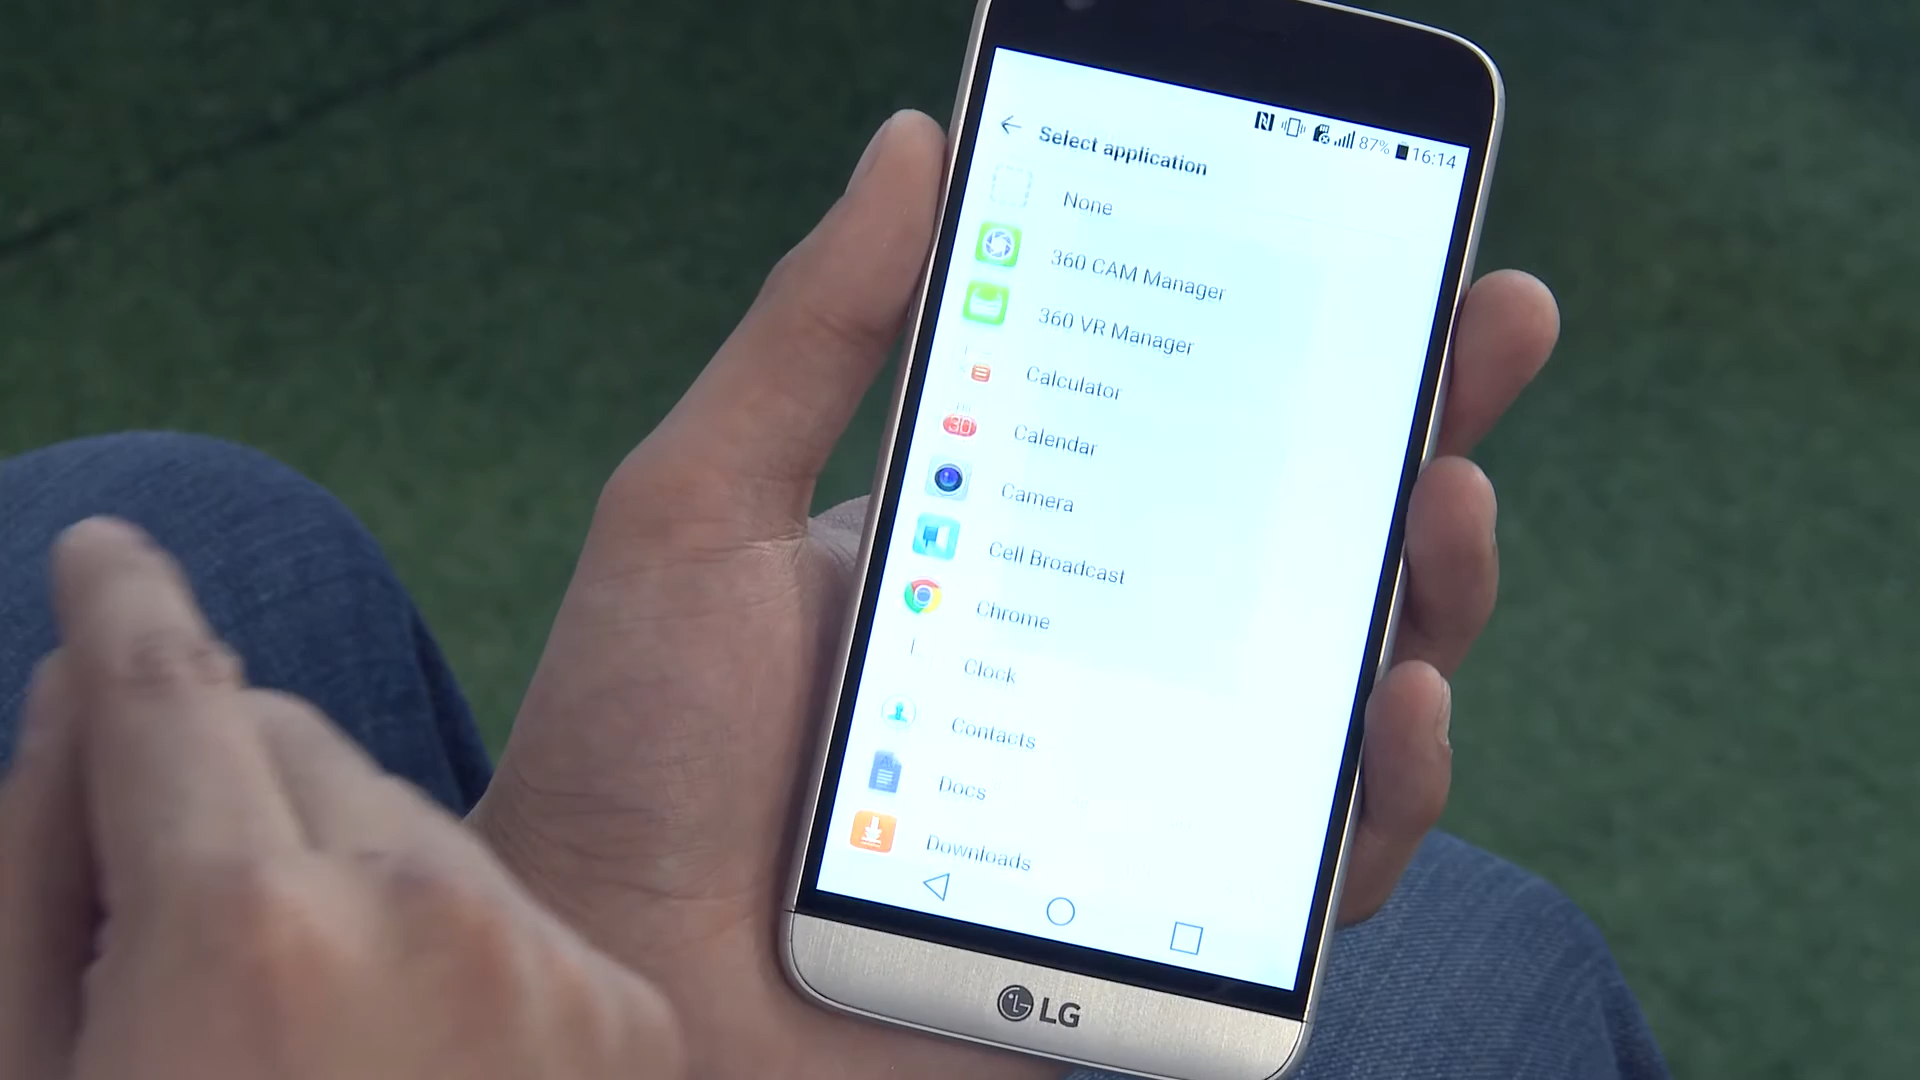 87% 16:14
Select application
None
360 CAM Manager
360 VR Manager
Calculator
30
Calendar
Camera
Cell Broadcast
Chrome
Clock
Contacts
Docs
Downloads
LG